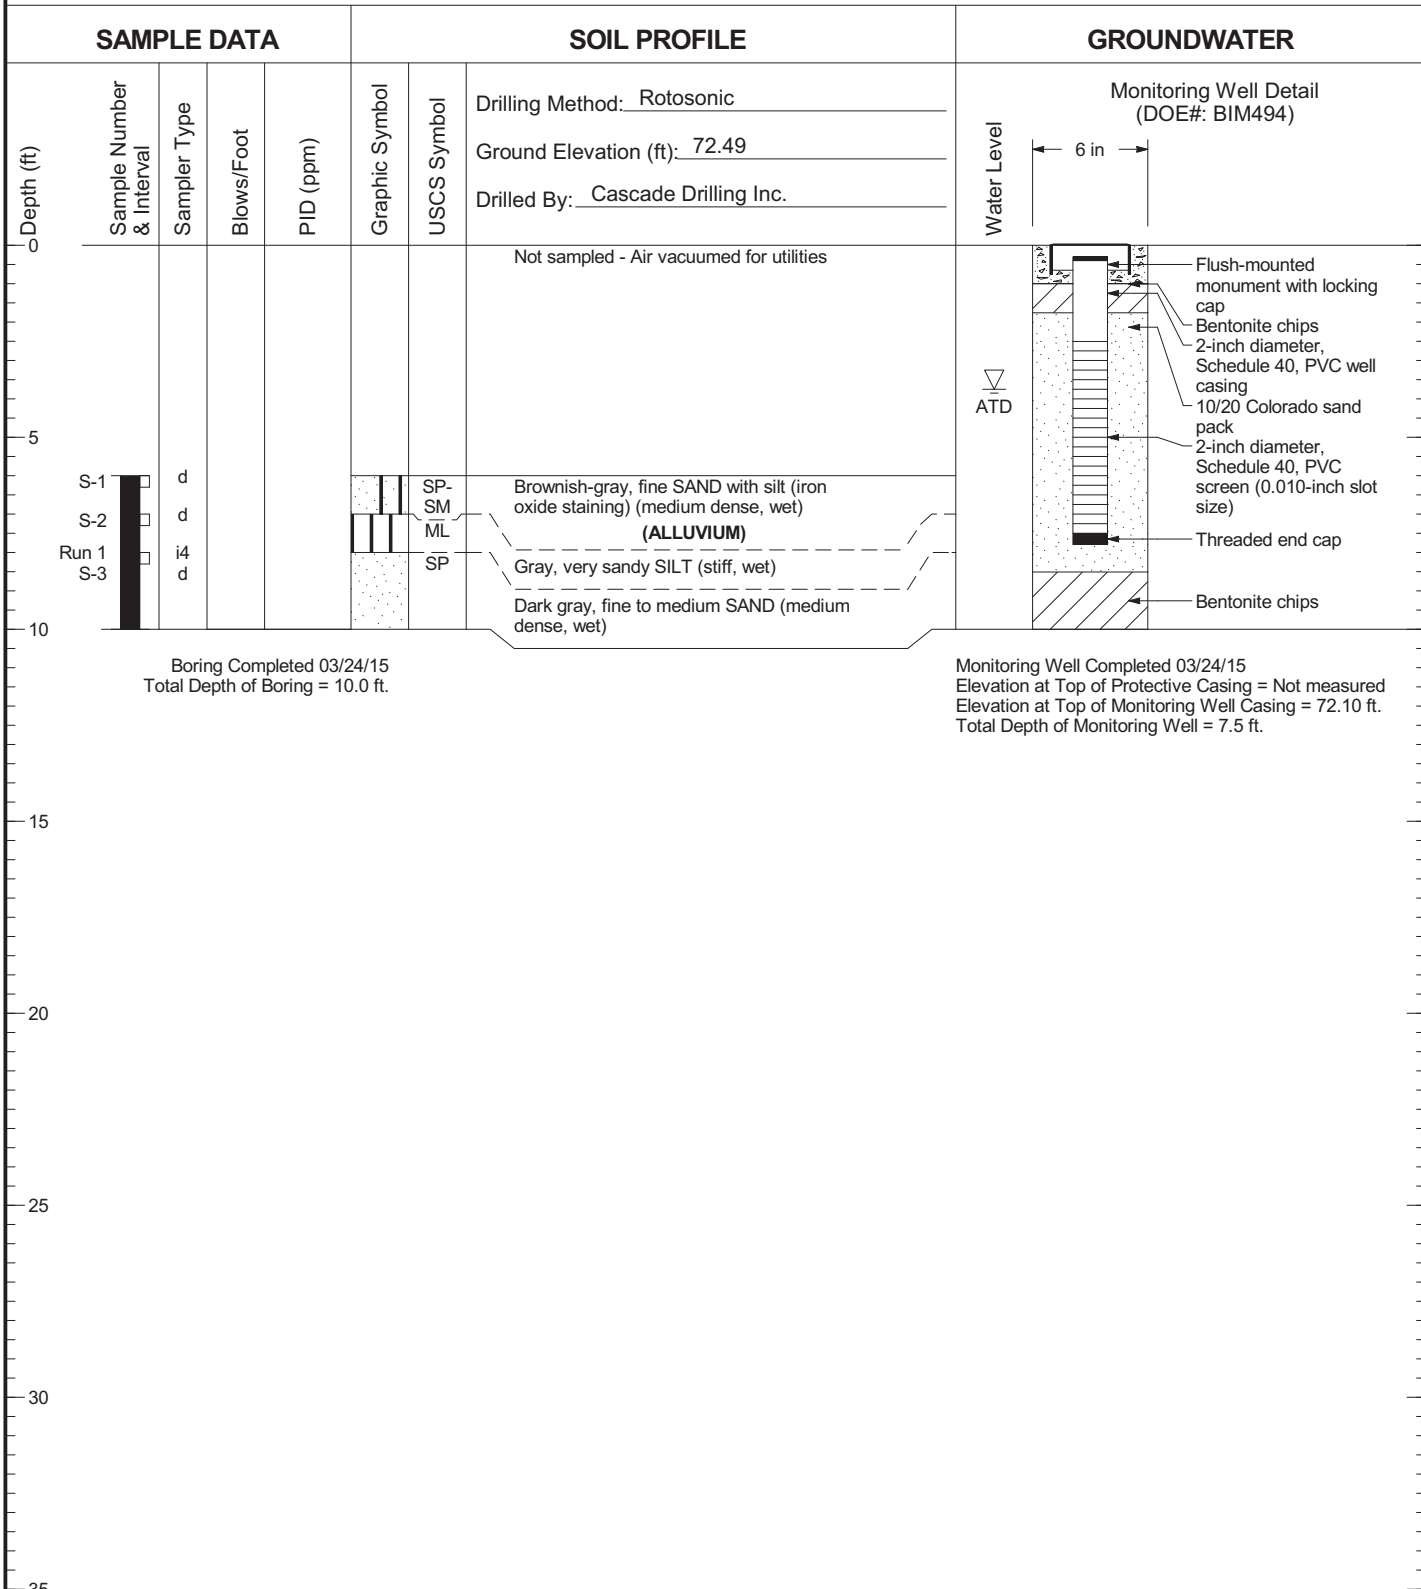 SAMPLE DATA
SOIL PROFILE
GROUNDWATER
Depth (ft)
Sample Number
& Interval
Sampler Type
Blows/Foot
PID (ppm)
Graphic Symbol
USCS Symbol
Drilling Method: Rotosonic
Ground Elevation (ft): 72.49
Drilled By: Cascade Drilling Inc.
Water Level
Monitoring Well Detail
(DOE#: BIM494)
6 in
0
Not sampled - Air vacuumed for utilities
Flush-mounted
monument with locking
cap
Bentonite chips
2-inch diameter,
Schedule 40, PVC well
casing
10/20 Colorado sand
pack
2-inch diameter,
Schedule 40, PVC
screen (0.010-inch slot
size)
Threaded end cap
Bentonite chips
ATD
5
S-1 d
S-2 d
Run 1 i4
S-3 d
SP-
SM
ML
SP
Brownish-gray, fine SAND with silt (iron
oxide staining) (medium dense, wet)
(ALLUVIUM)
Gray, very sandy SILT (stiff, wet)
Dark gray, fine to medium SAND (medium
dense, wet)
10
Boring Completed 03/24/15
Total Depth of Boring = 10.0 ft.
Monitoring Well Completed 03/24/15
Elevation at Top of Protective Casing = Not measured
Elevation at Top of Monitoring Well Casing = 72.10 ft.
Total Depth of Monitoring Well = 7.5 ft.
15
20
25
30
35